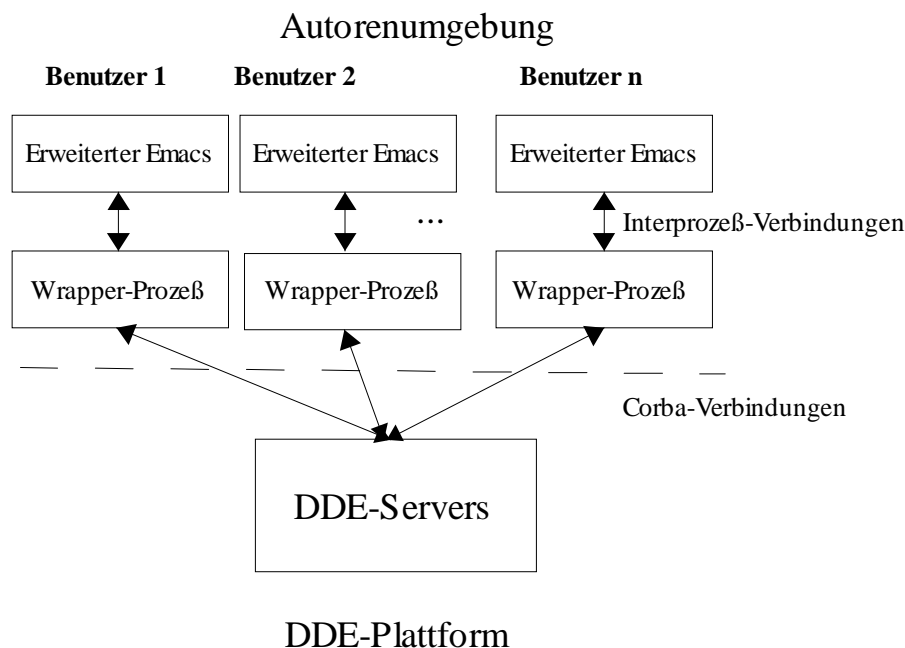 Autorenumgebung
Benutzer 1 Benutzer 2 Benutzer n
Erweiterter Emacs Erweiterter Emacs Erweiterter Emacs
...
Interprozeß-Verbindungen
Wrapper-Prozeß Wrapper-Prozeß Wrapper-Prozeß
Corba-Verbindungen
DDE-Servers
DDE-Plattform